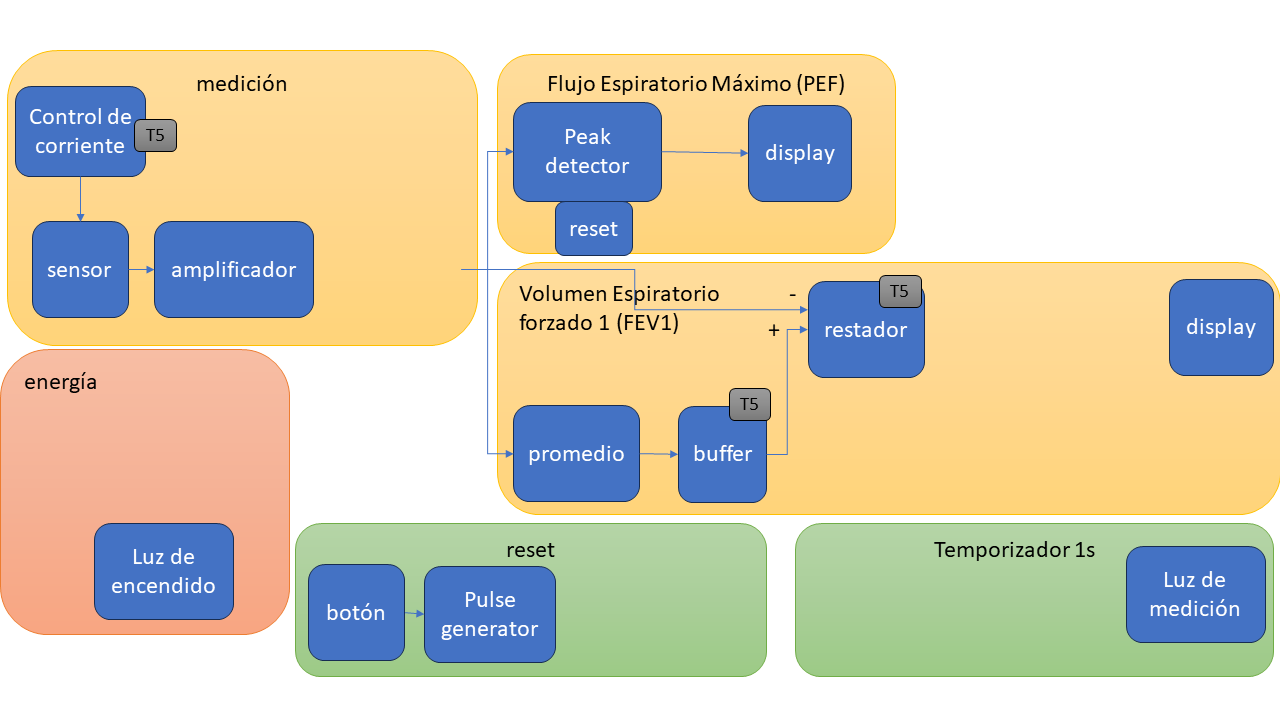 medición
Control de
corriente
T5
sensor
amplificador
Flujo Espiratorio Máximo (PEF)
Peak
detector
display
reset
Volumen Espiratorio
forzado 1 (FEV1)
-
+
T5
restador
display
promedio
T5
buffer
energía
Luz de
encendido
reset
botón
Pulse
generator
Temporizador 1s
Luz de
medición